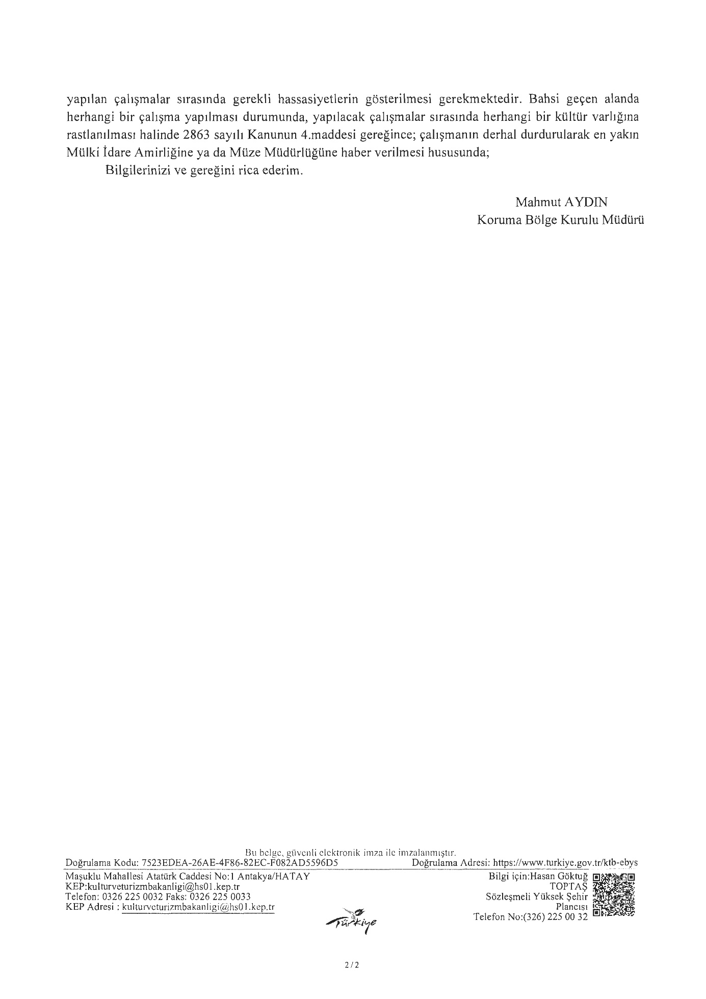 yapılan çalışmalar sırasında gerekli hassasiyetlerin gösterilmesi gerekmektedir. Bahsi geçen alanda
herhangi bir çalışma yapılması durumunda, yapılacak çalışmalar sırasında herhangi bir kültür varlığına
rastlanılması halinde 2863 sayılı Kanunun 4.maddesi gereğince; çalışmanın derhal durdurularak en yakın
Mülki İdare Amirliğine ya da Müze Müdürlüğüne haber verilmesi hususunda;
Bilgilerinizi ve gereğini rica ederim.
Mahmut AYDIN
Koruma Bölge Kurulu Müdürü
Bu belge, güvenli elektronik imza ile imzalanmıştır.
Doğrulama Kodu: 7523EDEA-26AE-4F86-82EC-F082AD5596D5 Doğrulama Adresi: https://www.turkiye.gov.tr/ktb-ebys
Maşuklu Mahallesi Atatürk Caddesi No:1 Antakya/HATAY
KEP:kulturveturizmbakanligi@hs01.kep.tr
Telefon: 0326 225 0032 Faks: 0326 225 0033
KEP Adresi : kulturveturizmbakanligi@hs01.kep.tr
Bilgi için:Hasan Göktuğ
TOPTAŞ
Sözleşmeli Yüksek Şehir
Plancısı
Telefon No:(326) 225 00 32
Türkiye
2 / 2